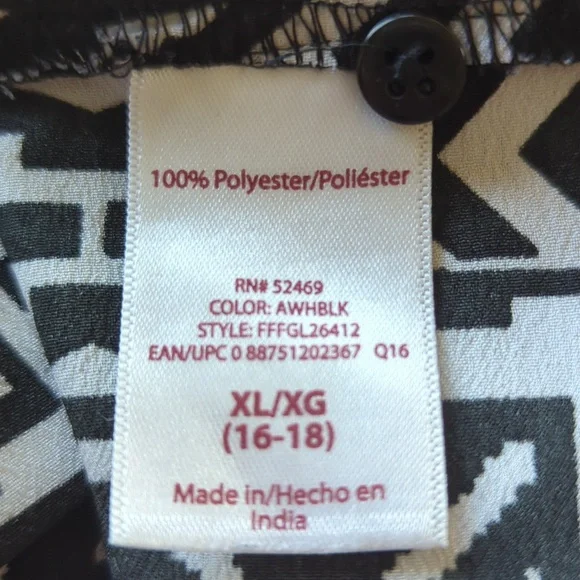 100% Polyester/Poliéster
RN# 52469
COLOR: AWHBLK
STYLE: FFFGL26412
EAN/UPC 0 88751202367 Q16
XL/XG
(16-18)
Made in/Hecho en
India